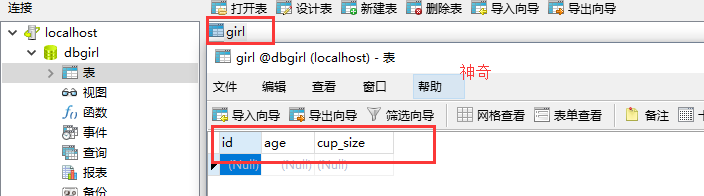 连接
打开表 设计表 新建表 删除表 导入向导 导出向导
localhost
girl
dbgirl
girl @dbgirl (localhost) - 表
表
神奇
文件 编辑 查看 窗口 帮助
视图
函数
导入向导 导出向导 筛选向导 网格查看 表单查看 备注
事件
id age cup_size
查询
(Null) (Null) (Null)
报表
备份